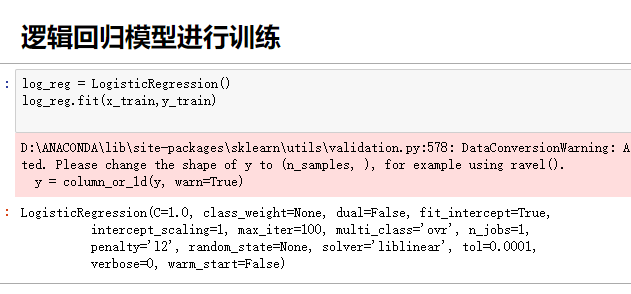 逻辑回归模型进行训练
: log_reg = LogisticRegression()
log_reg.fit(x_train,y_train)
D:\ANACONDA\lib\site-packages\sklearn\utils\validation.py:578: DataConversionWarning: A
ted. Please change the shape of y to (n_samples, ), for example using ravel().
y = column_or_1d(y, warn=True)
: LogisticRegression(C=1.0, class_weight=None, dual=False, fit_intercept=True,
intercept_scaling=1, max_iter=100, multi_class='ovr', n_jobs=1,
penalty='l2', random_state=None, solver='liblinear', tol=0.0001,
verbose=0, warm_start=False)